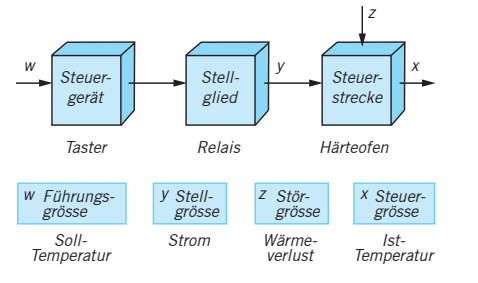 z
w
Steuer-
gerät
Stell-
glied
y
Steuer-
strecke
x
Taster
Relais
Härteofen
w Führungs-
grösse
y Stell-
grösse
z Stör-
grösse
x Steuer-
grösse
Soll-
Temperatur
Strom
Wärme-
verlust
Ist-
Temperatur